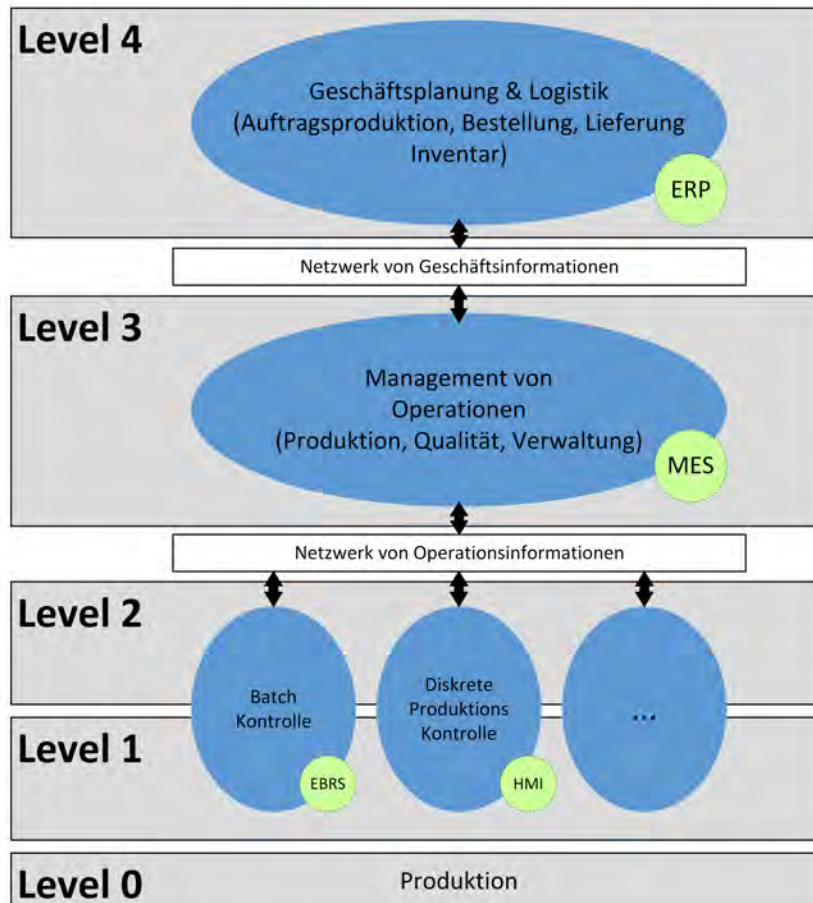 Level 4
Geschäftsplanung & Logistik
(Auftragsproduktion, Bestellung, Lieferung
Inventar)
ERP
Netzwerk von Geschäftsinformationen
Level 3
Management von
Operationen
(Produktion, Qualität, Verwaltung)
MES
Netzwerk von Operationsinformationen
Level 2
Batch
Kontrolle
Diskrete
Produktions
Kontrolle
...
Level 1
EBRS
HMI
Level 0
Produktion